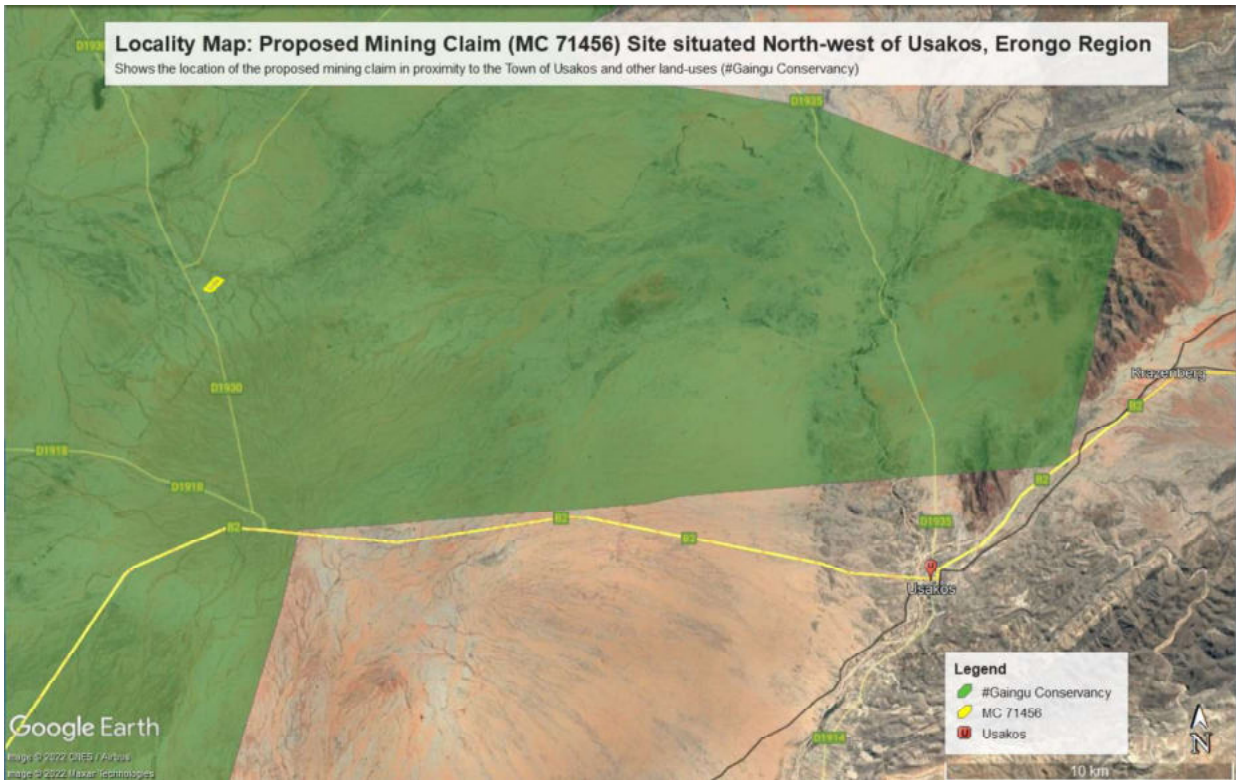 Locality Map: Proposed Mining Claim (MC 71456) Site situated North-west of Usakos, Erongo Region
Shows the location of the proposed mining claim in proximity to the Town of Usakos and other land-uses (#Gaingu Conservancy)
D1930
D1935
D1930
Kranenberg
B2
D1918
D1918
B2
B2
B2
B2
D1935
Usakos
Legend
#Gaingu Conservancy
MC 71456
Usakos
D1914
N
10 km
Google Earth
Image © 2022 CNES / Airbus
Image © 2022 Maxar Technologies